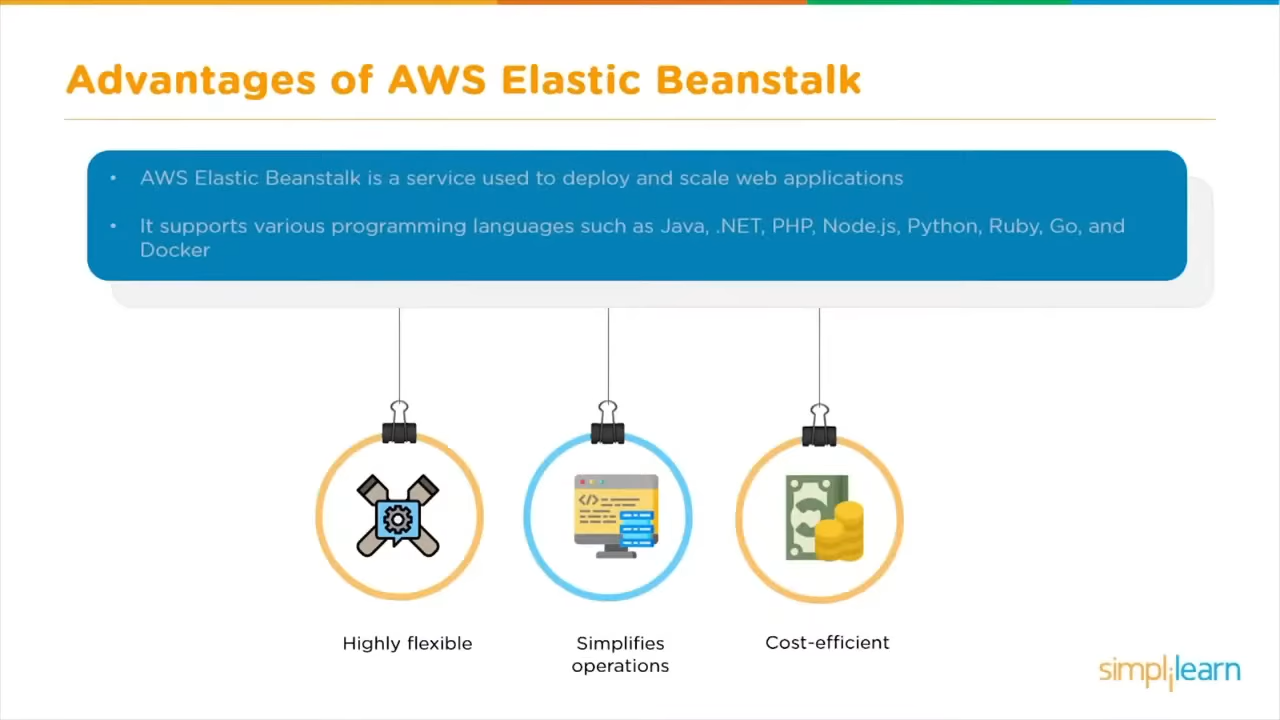 Advantages of AWS Elastic Beanstalk
• AWS Elastic Beanstalk is a service used to deploy and scale web applications
• It supports various programming languages such as Java, .NET, PHP, Node.js, Python, Ruby, Go, and
Docker
</>
Highly flexible
Simplifies
operations
Cost-efficient
simplilearn